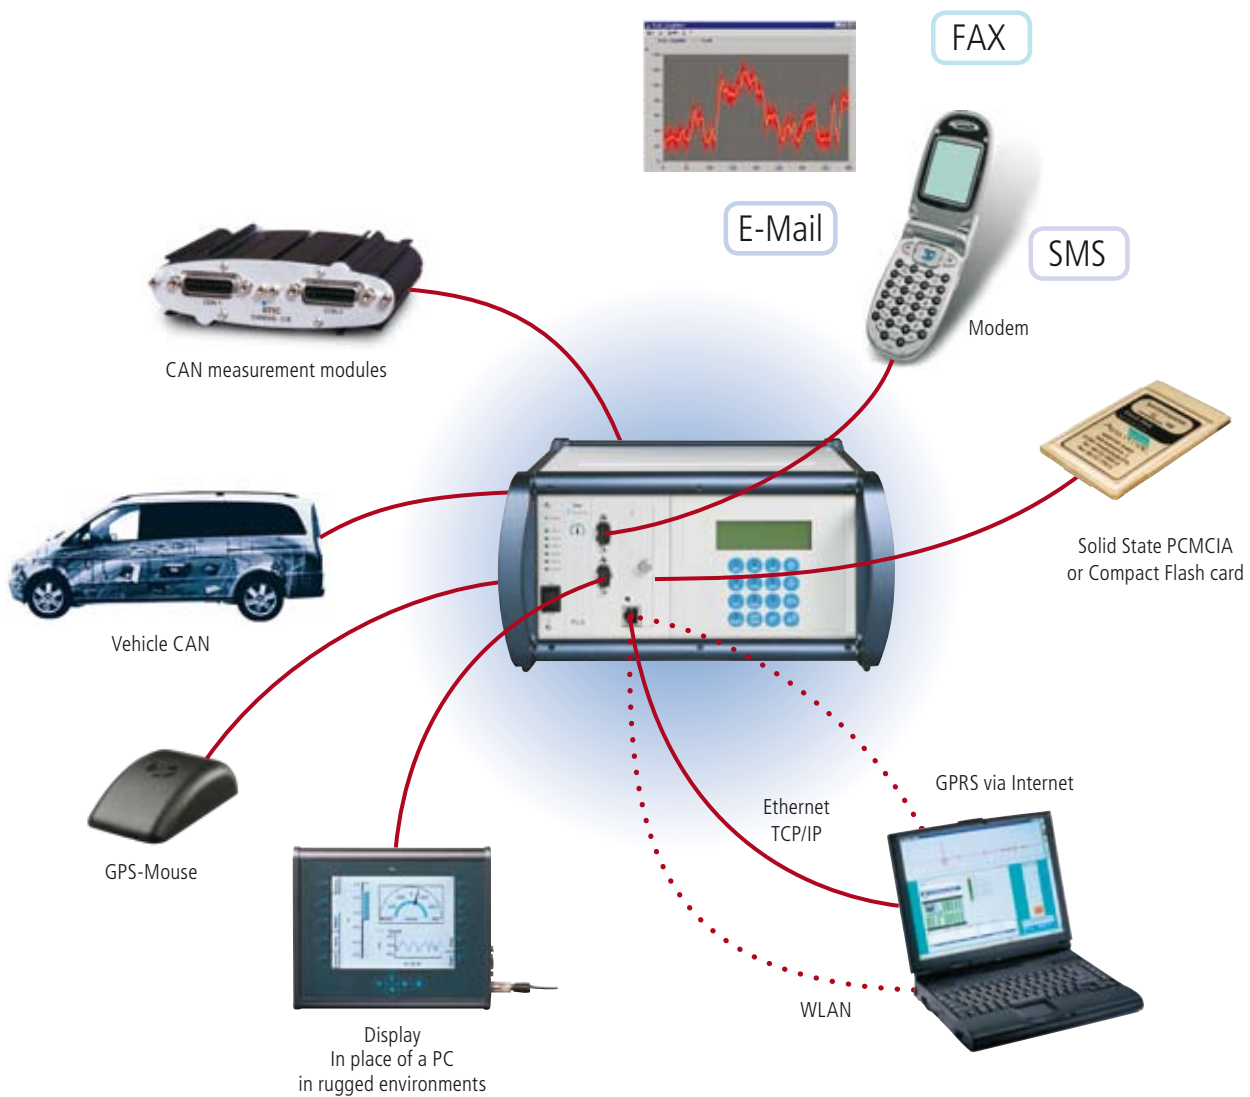 FAX
E-Mail
SMS
Modem
CAN measurement modules
Solid State PCMCIA
or Compact Flash card
Vehicle CAN
GPRS via Internet
Ethernet
TCP/IP
GPS-Mouse
WLAN
Display
In place of a PC
in rugged environments